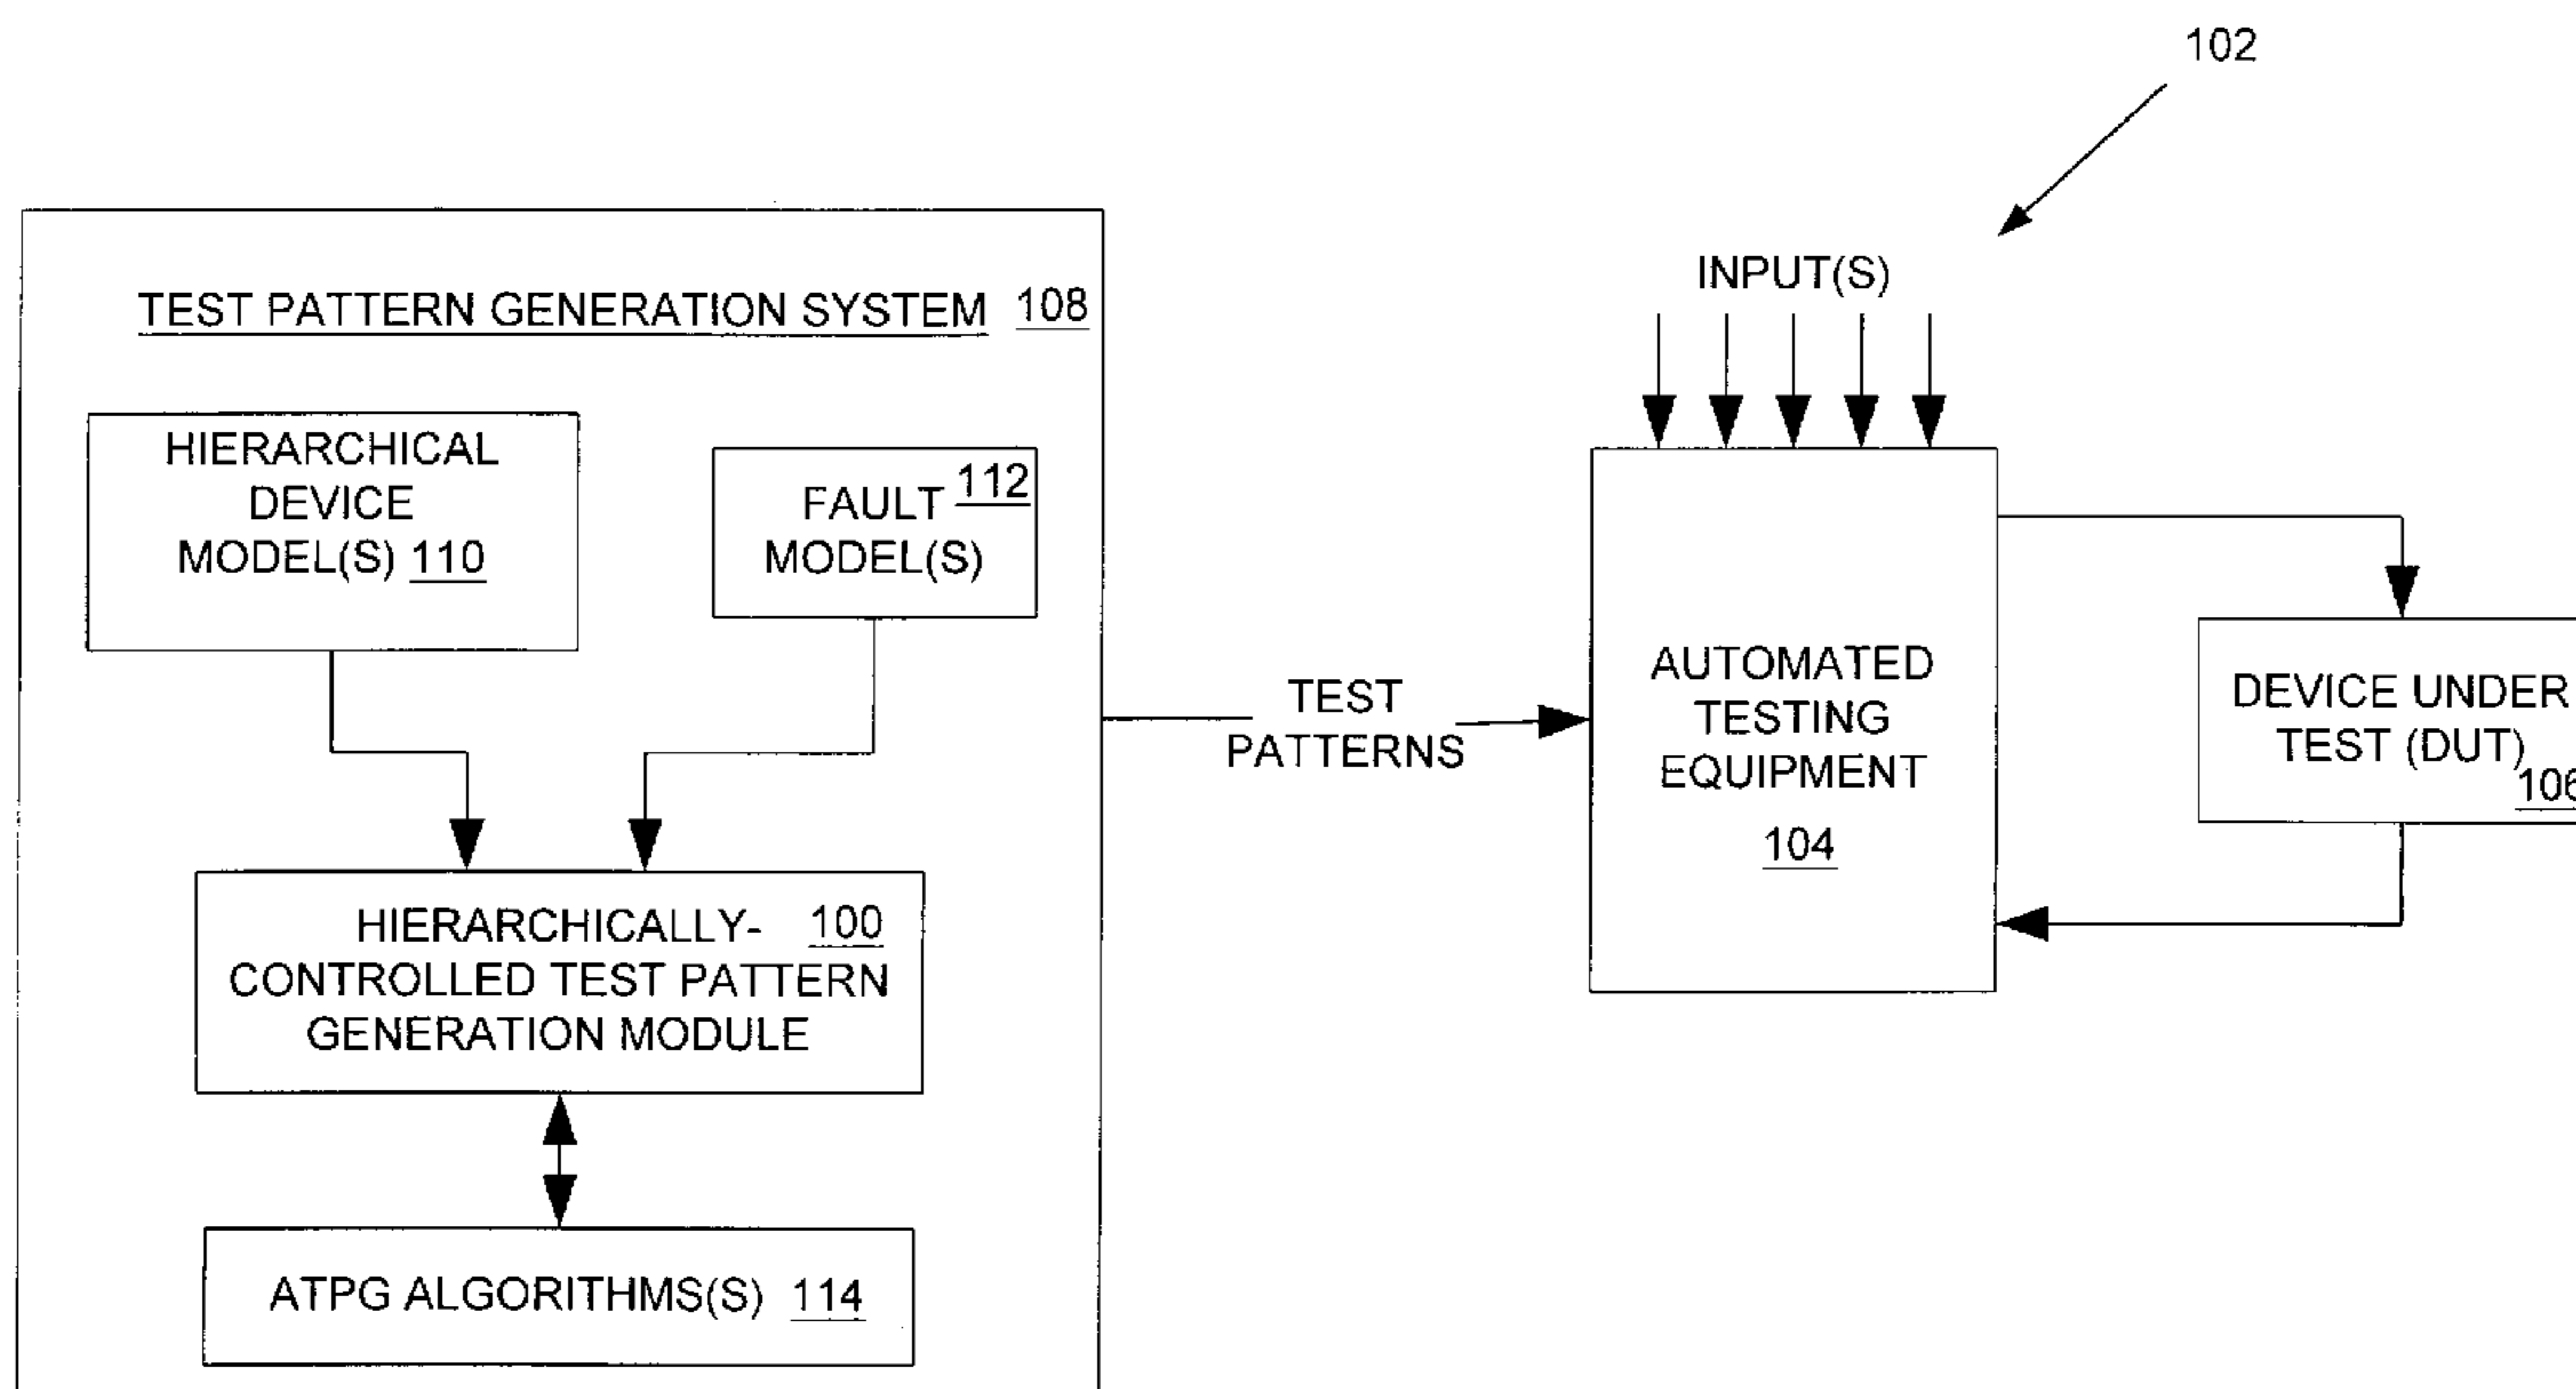 102
TEST PATTERN GENERATION SYSTEM 108
HIERARCHICAL
DEVICE
MODEL(S) 110
FAULT 112
MODEL(S)
HIERARCHICALLY- 100
CONTROLLED TEST PATTERN
GENERATION MODULE
ATPG ALGORITHMS(S) 114
TEST
PATTERNS
INPUT(S)
AUTOMATED
TESTING
EQUIPMENT
104
DEVICE UNDER
TEST (DUT)
106